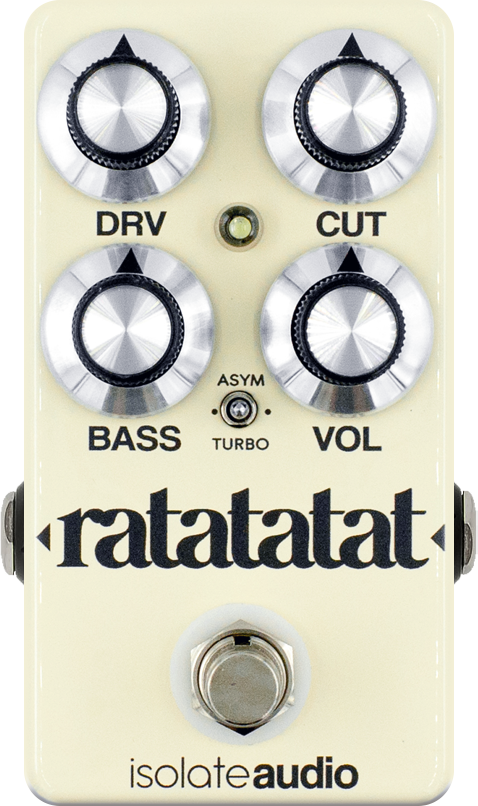 DRV CUT
ASYM
BASS TURBO VOL
ratatatat
isolateaudio